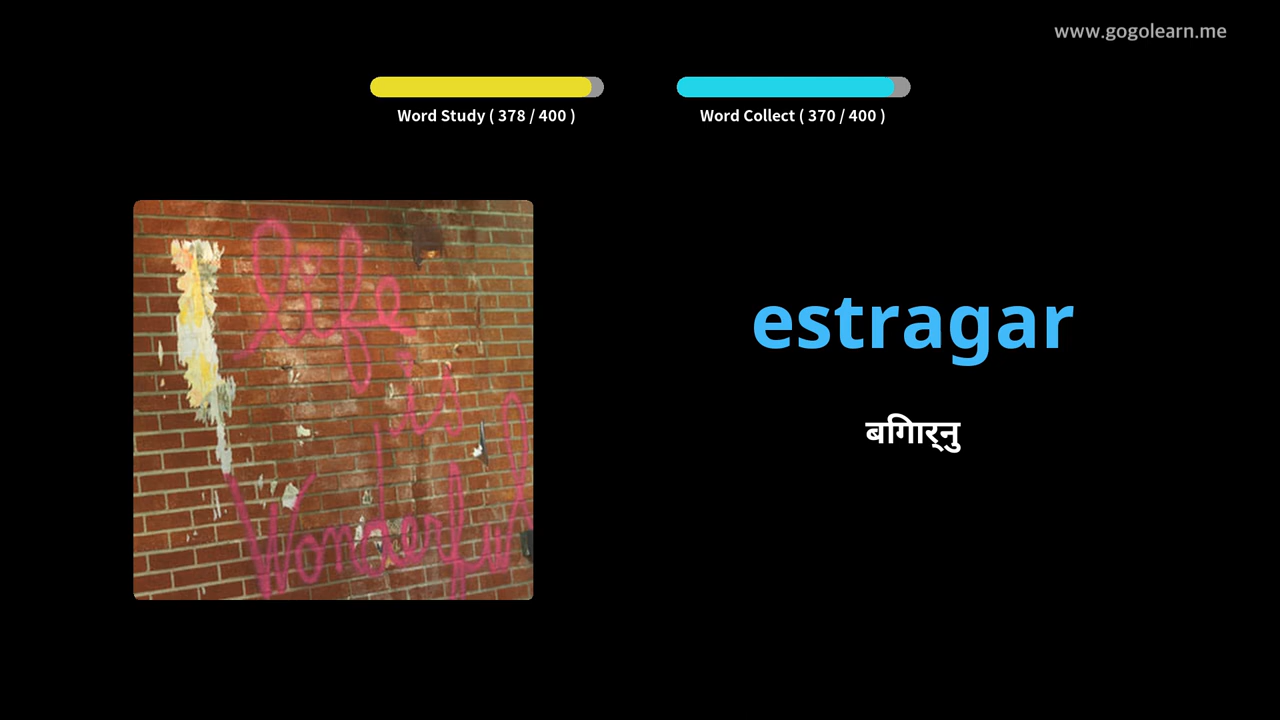 www.gogolearn.me
Word Study ( 378 / 400 )
Word Collect ( 370 / 400 )
life
is
Wonderful
estragar
बिगार्नु